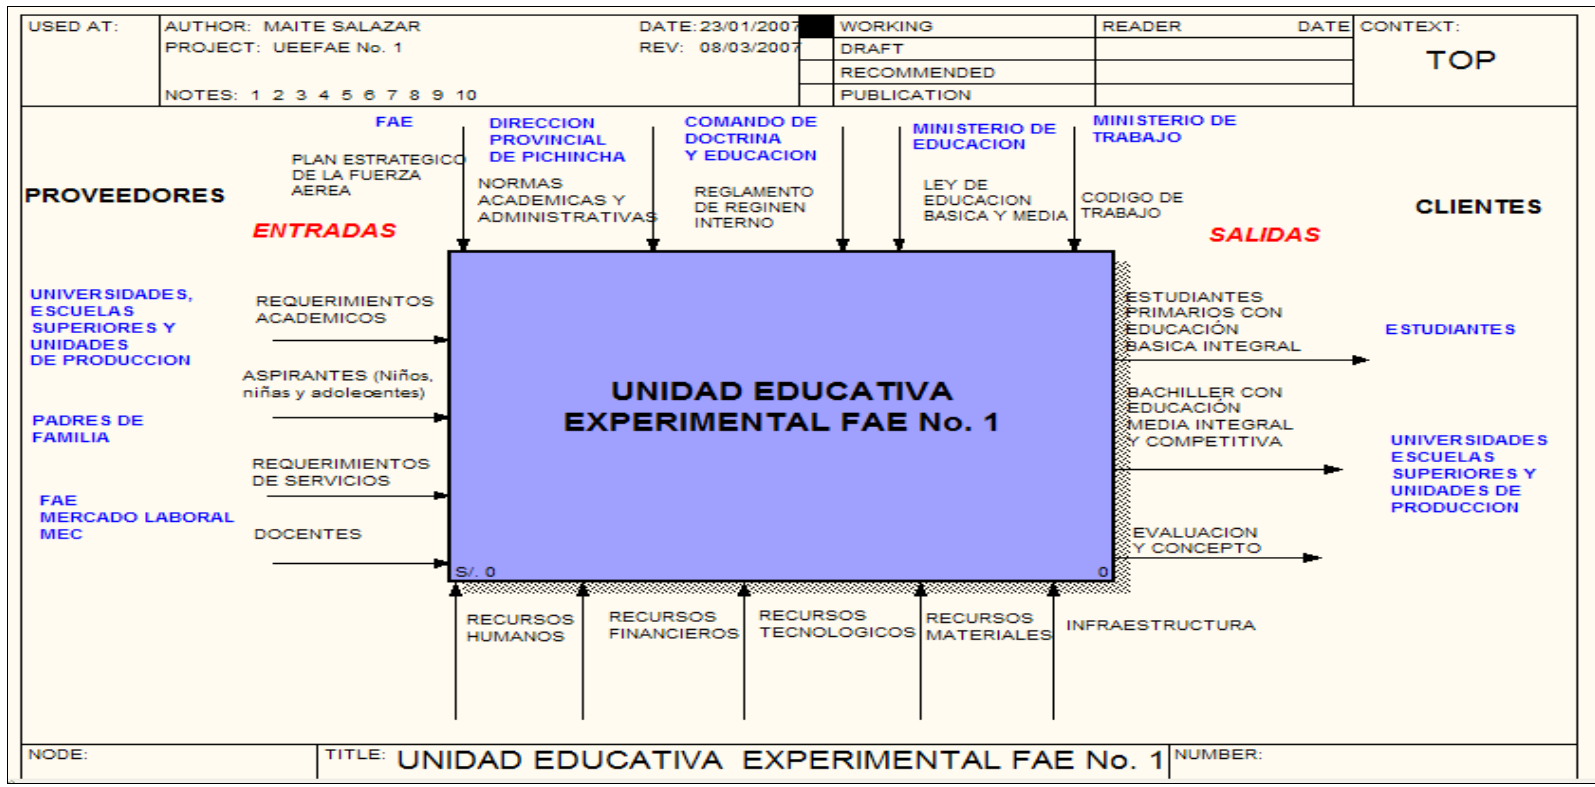 USED AT:
AUTHOR: MAITE SALAZAR
DATE: 23/01/2007
PROJECT: UEEFAE No. 1
REV: 08/03/2007
NOTES: 1 2 3 4 5 6 7 8 9 10
WORKING
DRAFT
RECOMMENDED
PUBLICATION
READER
DATE
CONTEXT:
TOP
FAE
DIRECCION
PROVINCIAL
DE PICHINCHA
COMANDO DE
DOCTRINA
Y EDUCACION
MINISTERIO DE
EDUCACION
MINISTERIO DE
TRABAJO
PLAN ESTRATEGICO
DE LA FUERZA
AEREA
NORMAS
ACADEMICAS Y
ADMINISTRATIVAS
REGLAMENTO
DE REGINEN
INTERNO
LEY DE
EDUCACION
BASICA Y MEDIA
CODIGO DE
TRABAJO
PROVEEDORES
CLIENTES
ENTRADAS
SALIDAS
UNIVERSIDADES,
ESCUELAS
SUPERIORES Y
UNIDADES
DE PRODUCCION
PADRES DE
FAMILIA
FAE
MERCADO LABORAL
MEC
REQUERIMIENTOS
ACADEMICOS
ASPIRANTES (Niños,
niñas y adolecentes)
REQUERIMIENTOS
DE SERVICIOS
DOCENTES
UNIDAD EDUCATIVA
EXPERIMENTAL FAE No. 1
S/. 0
0
ESTUDIANTES
PRIMARIOS CON
EDUCACIÓN
BASICA INTEGRAL
BACHILLER CON
EDUCACIÓN
MEDIA INTEGRAL
Y COMPETITIVA
EVALUACION
Y CONCEPTO
ESTUDIANTES
UNIVERSIDADES
ESCUELAS
SUPERIORES Y
UNIDADES DE
PRODUCCION
RECURSOS
HUMANOS
RECURSOS
FINANCIEROS
RECURSOS
TECNOLOGICOS
RECURSOS
MATERIALES
INFRAESTRUCTURA
NODE:
TITLE: UNIDAD EDUCATIVA EXPERIMENTAL FAE No. 1
NUMBER: